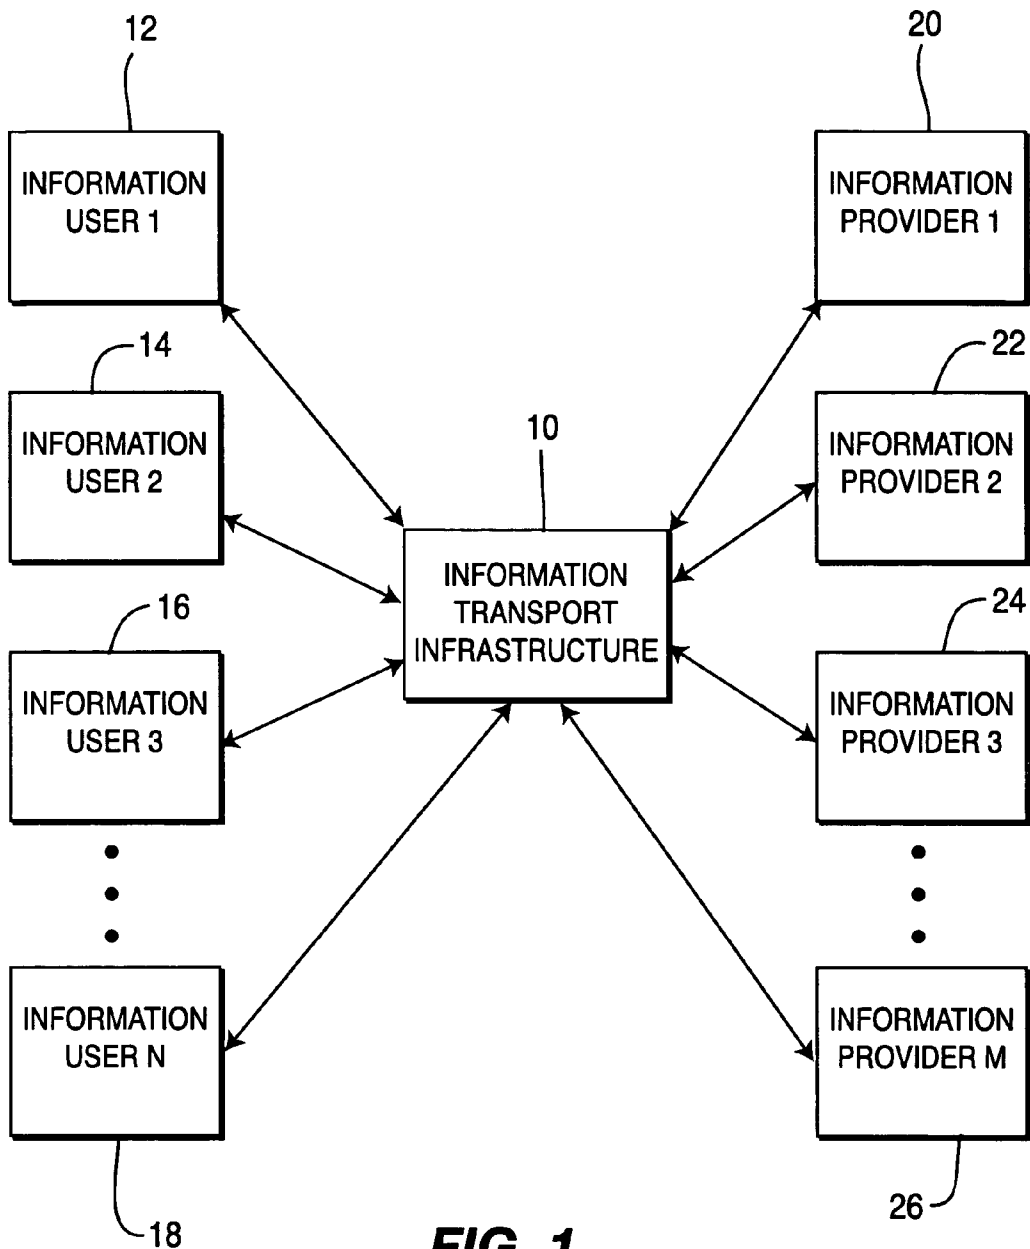 12
20
INFORMATION
USER 1
INFORMATION
PROVIDER 1
14
22
INFORMATION
USER 2
10
INFORMATION
PROVIDER 2
INFORMATION
TRANSPORT
INFRASTRUCTURE
16
24
INFORMATION
USER 3
INFORMATION
PROVIDER 3
INFORMATION
USER N
INFORMATION
PROVIDER M
18
26
FIG. 1